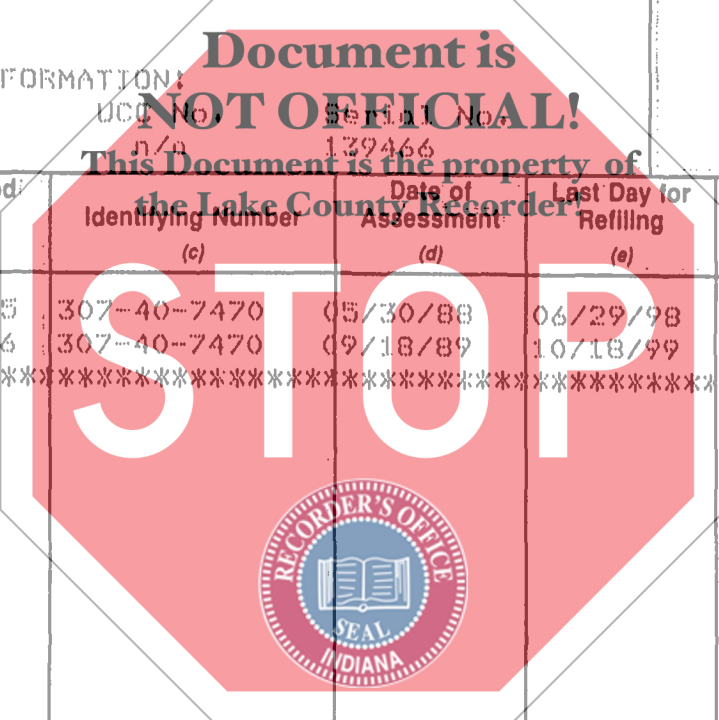 Document is
FORMATION:
UCC No. Serial No.
NOT OFFICIAL!
n/a 139466
This Document is the property of
the Lake County Recorder!
Identifying Number
(c)
Date of
Assessment
(d)
Last Day for
Refiling
(e)
5 307-40-7470 05/30/88 06/29/98
6 307-40-7470 09/18/89 10/18/99
STOP
RECORDER'S OFFICE
SEAL
INDIANA